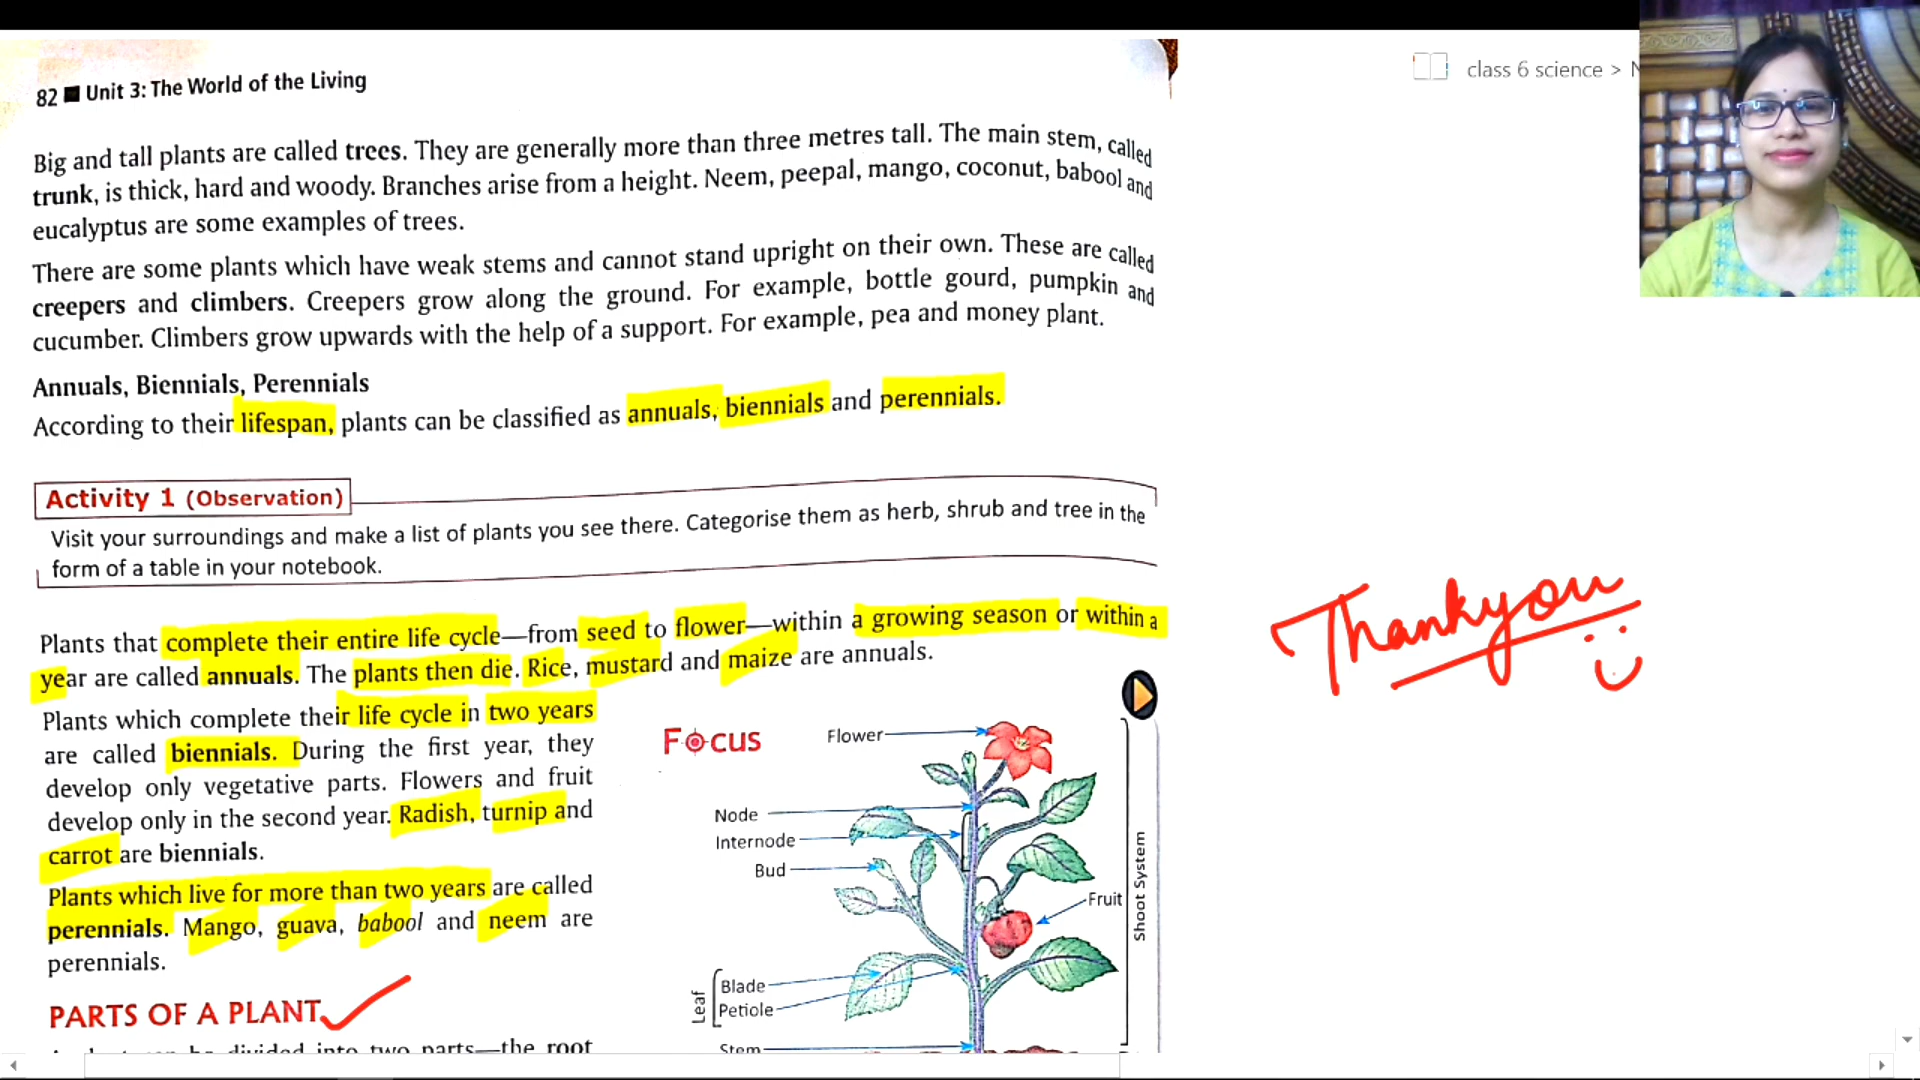 82 ■ Unit 3: The World of the Living
class 6 science >
Big and tall plants are called trees. They are generally more than three metres tall. The main stem, called
trunk, is thick, hard and woody. Branches arise from a height. Neem, peepal, mango, coconut, babool and
eucalyptus are some examples of trees.
There are some plants which have weak stems and cannot stand upright on their own. These are called
creepers and climbers. Creepers grow along the ground. For example, bottle gourd, pumpkin and
cucumber. Climbers grow upwards with the help of a support. For example, pea and money plant.
Annuals, Biennials, Perennials
According to their lifespan, plants can be classified as annuals, biennials and perennials.
Activity 1 (Observation)
Visit your surroundings and make a list of plants you see there. Categorise them as herb, shrub and tree in the
form of a table in your notebook.
Plants that complete their entire life cycle—from seed to flower—within a growing season or within a
year are called annuals. The plants then die. Rice, mustard and maize are annuals.
Plants which complete their life cycle in two years
are called biennials. During the first year, they
develop only vegetative parts. Flowers and fruit
develop only in the second year. Radish, turnip and
carrot are biennials.
Plants which live for more than two years are called
perennials. Mango, guava, babool and neem are
perennials.
PARTS OF A PLANT
two parts—the root
Focus
Flower
Node
Internode
Bud
Fruit
Blade
Petiole
Leaf
Stem
Shoot System
Thankyou